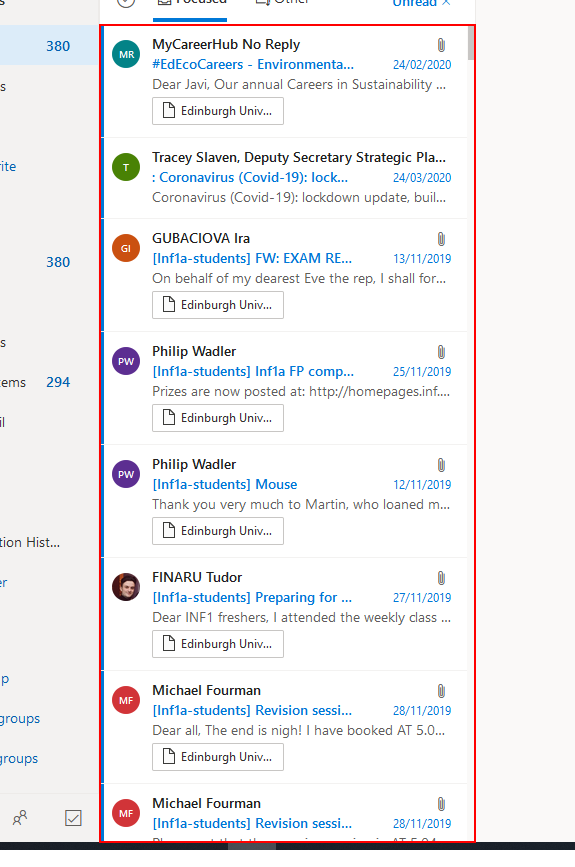 Focused
Other
Unread ×
380
MR
MyCareerHub No Reply
#EdEcoCareers - Environmenta...
24/02/2020
Dear Javi, Our annual Careers in Sustainability ...
Edinburgh Univ...
T
Tracey Slaven, Deputy Secretary Strategic Pla...
: Coronavirus (Covid-19): lock...
24/03/2020
Coronavirus (Covid-19): lockdown update, buil...
rite
380
GI
GUBACIOVA Ira
[Inf1a-students] FW: EXAM RE...
13/11/2019
On behalf of my dearest Eve the rep, I shall for...
Edinburgh Univ...
s
tems
294
il
PW
Philip Wadler
[Inf1a-students] Inf1a FP comp...
25/11/2019
Prizes are now posted at: http://homepages.inf....
Edinburgh Univ...
PW
Philip Wadler
[Inf1a-students] Mouse
12/11/2019
Thank you very much to Martin, who loaned m...
Edinburgh Univ...
tion Hist...
er
FINARU Tudor
[Inf1a-students] Preparing for ...
27/11/2019
Dear INF1 freshers, I attended the weekly class ...
Edinburgh Univ...
p
groups
groups
MF
Michael Fourman
[Inf1a-students] Revision sessi...
28/11/2019
Dear all, The end is nigh! I have booked AT 5.0...
Edinburgh Univ...
MF
Michael Fourman
[Inf1a-students] Revision sessi...
28/11/2019